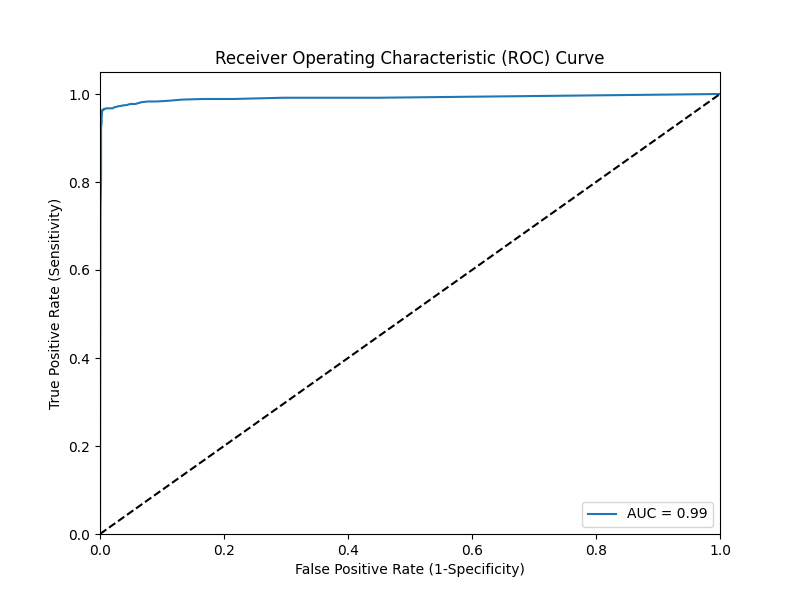 Receiver Operating Characteristic (ROC) Curve
True Positive Rate (Sensitivity)
1.0
0.8
0.6
0.4
0.2
0.0
AUC = 0.99
0.0 0.2 0.4 0.6 0.8 1.0
False Positive Rate (1-Specificity)